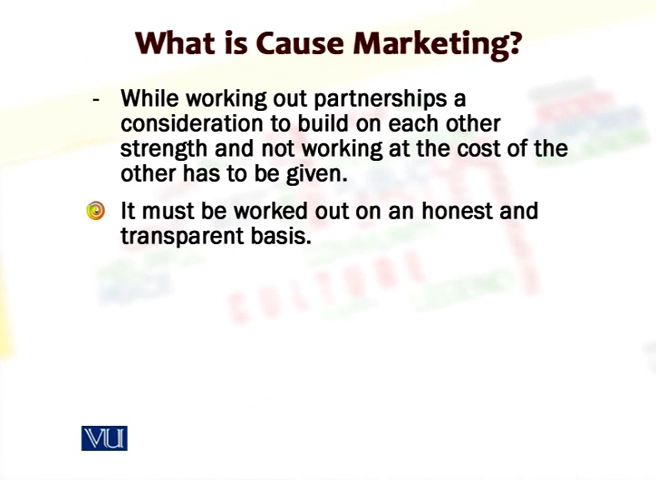 What is Cause Marketing?
- While working out partnerships a
consideration to build on each other
strength and not working at the cost of the
other has to be given.
It must be worked out on an honest and
transparent basis.
CULTURE
LEGEND
VU